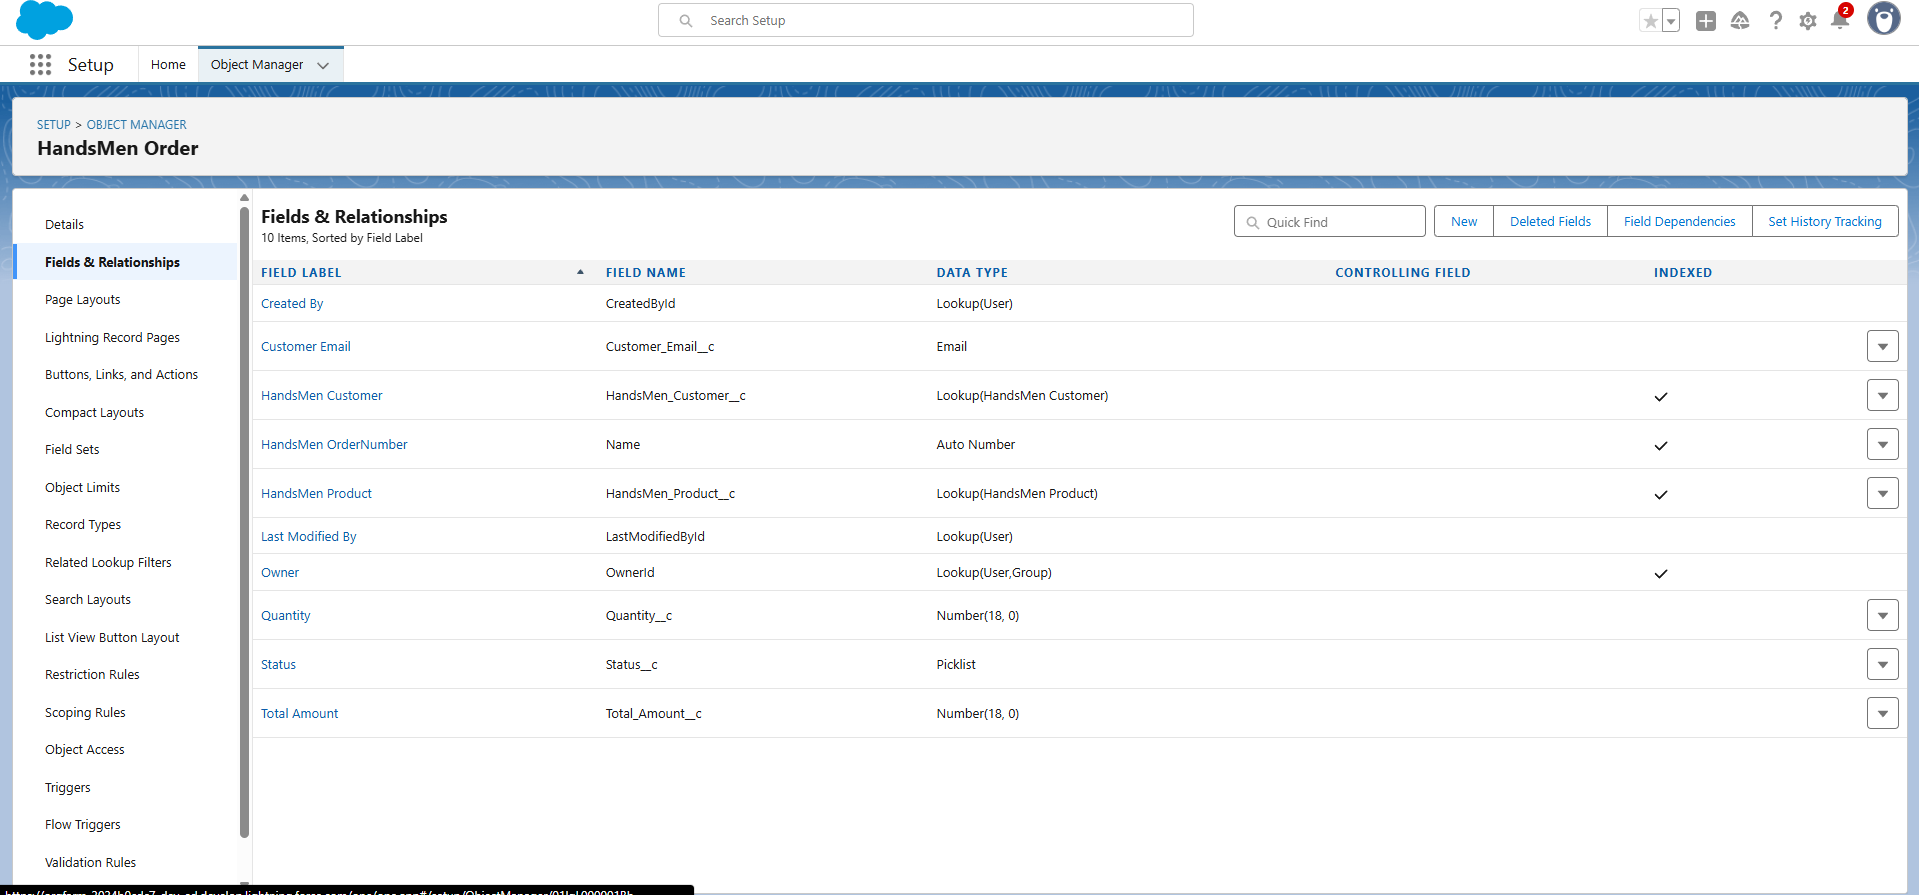 Search Setup
2
Setup
Home
Object Manager
SETUP > OBJECT MANAGER
HandsMen Order
Details
Fields & Relationships
Page Layouts
Lightning Record Pages
Buttons, Links, and Actions
Compact Layouts
Field Sets
Object Limits
Record Types
Related Lookup Filters
Search Layouts
List View Button Layout
Restriction Rules
Scoping Rules
Object Access
Triggers
Flow Triggers
Validation Rules
Fields & Relationships
10 Items, Sorted by Field Label
Quick Find
New
Deleted Fields
Field Dependencies
Set History Tracking
FIELD LABEL FIELD NAME DATA TYPE CONTROLLING FIELD INDEXED
Created By CreatedById Lookup(User)
Customer Email Customer_Email__c Email
HandsMen Customer HandsMen_Customer__c Lookup(HandsMen Customer)
HandsMen OrderNumber Name Auto Number
HandsMen Product HandsMen_Product__c Lookup(HandsMen Product)
Last Modified By LastModifiedById Lookup(User)
Owner OwnerId Lookup(User,Group)
Quantity Quantity__c Number(18, 0)
Status Status__c Picklist
Total Amount Total_Amount__c Number(18, 0)